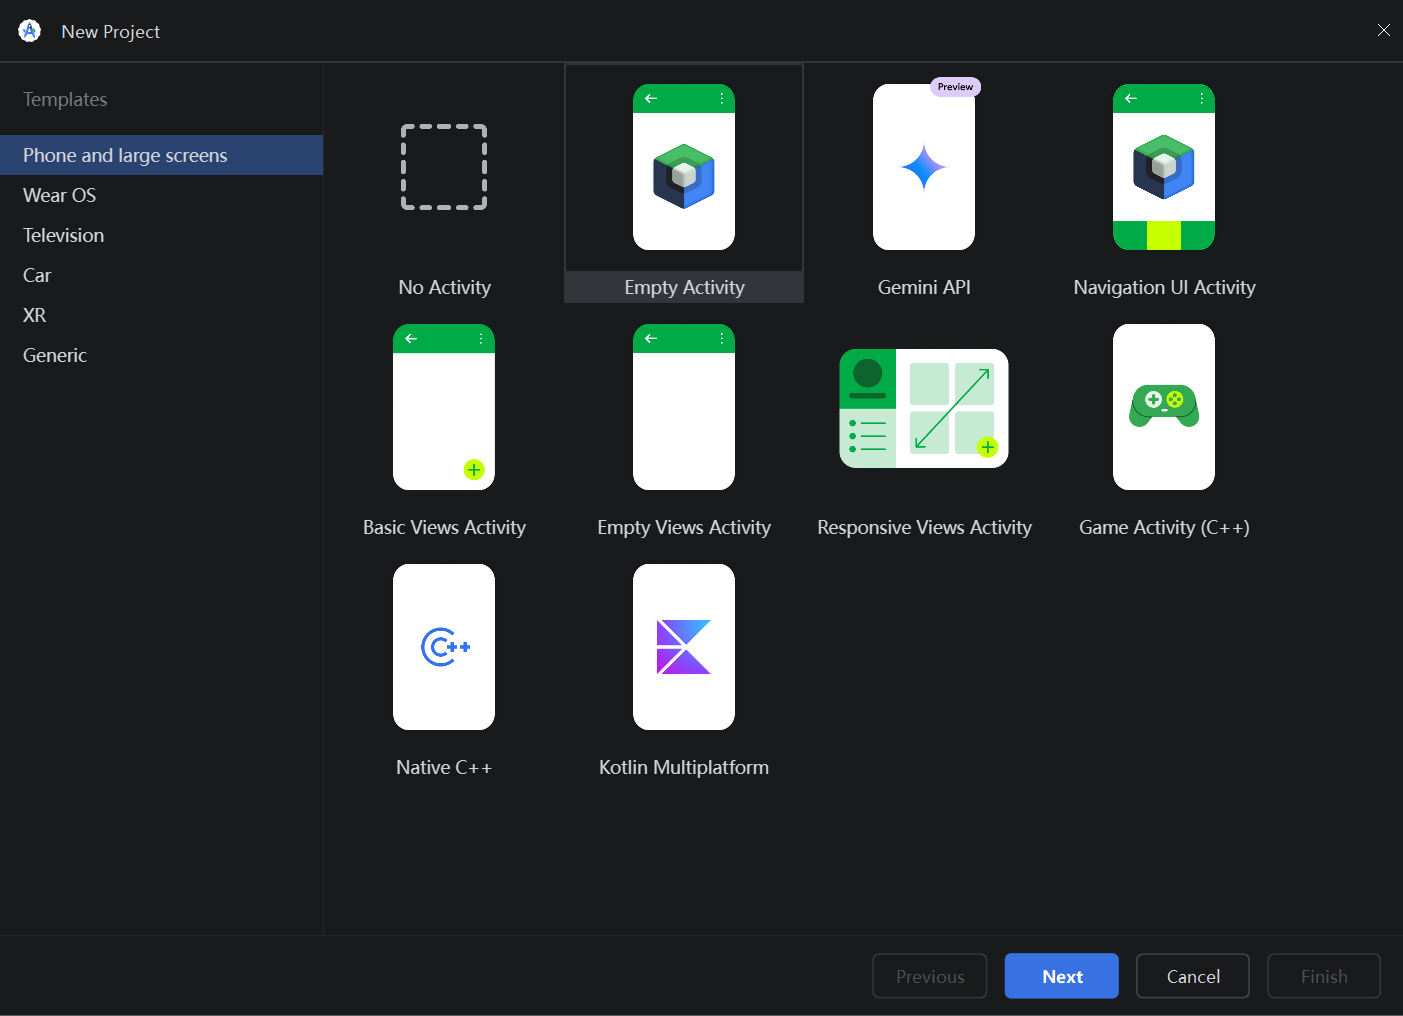 New Project
Templates
Phone and large screens
Wear OS
Television
Car
XR
Generic
No Activity
Empty Activity
Preview
Gemini API
Navigation UI Activity
Basic Views Activity
Empty Views Activity
Responsive Views Activity
Game Activity (C++)
C++
Native C++
Kotlin Multiplatform
Previous
Next
Cancel
Finish